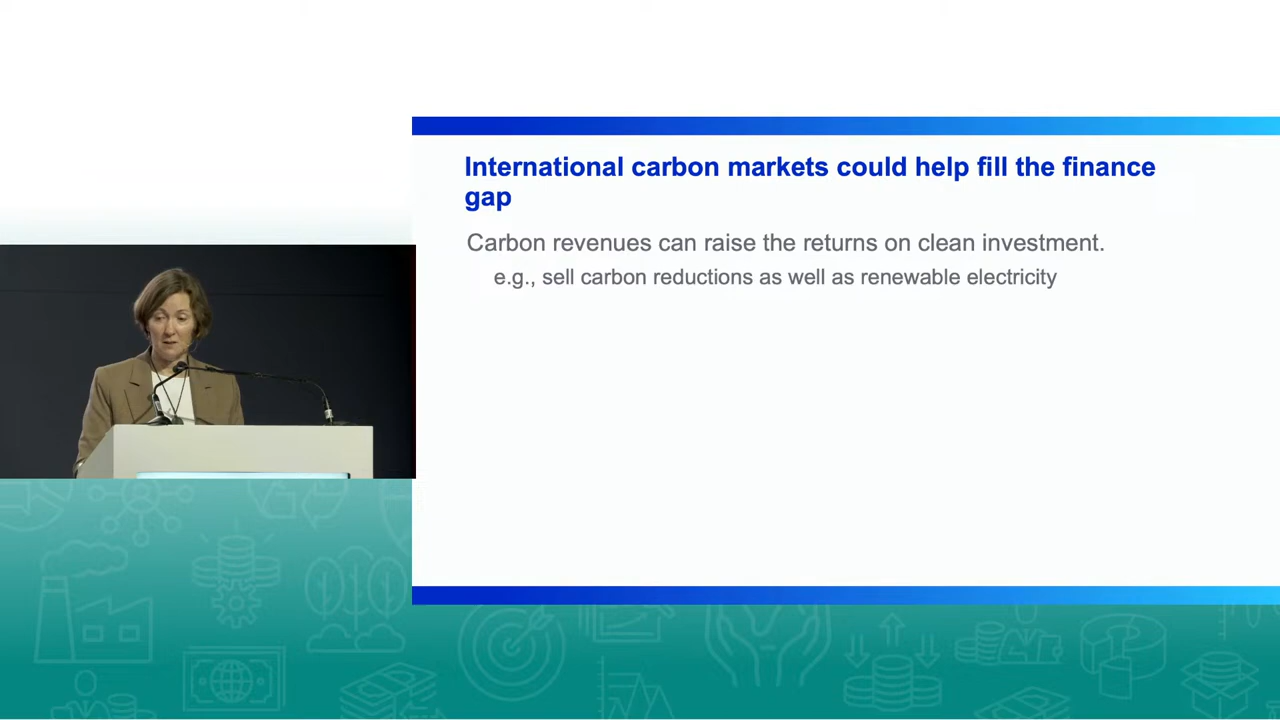 International carbon markets could help fill the finance
gap
Carbon revenues can raise the returns on clean investment.
e.g., sell carbon reductions as well as renewable electricity